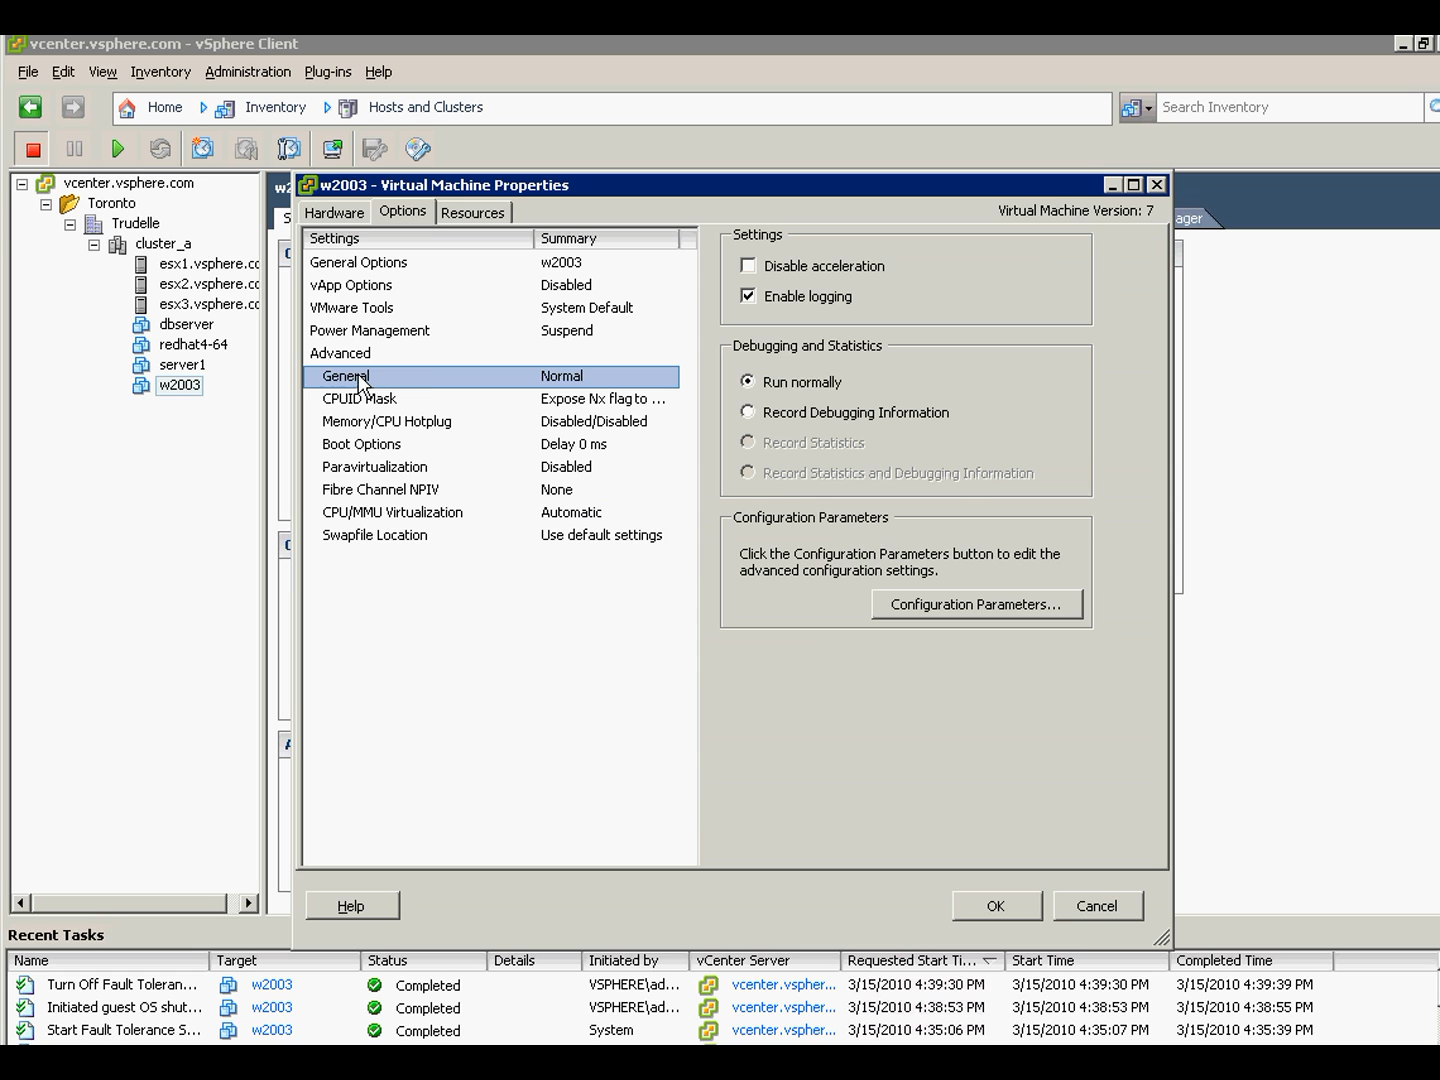 vcenter.vsphere.com - vSphere Client
File Edit View Inventory Administration Plug-ins Help
Home Inventory Hosts and Clusters Search Inventory
vcenter.vsphere.com
Toronto
Trudelle
cluster_a
esx1.vsphere.cc
esx2.vsphere.cc
esx3.vsphere.cc
dbserver
redhat4-64
server1
w2003
w2003 - Virtual Machine Properties
Hardware Options Resources Virtual Machine Version: 7
ager
Settings Summary
General Options w2003
vApp Options Disabled
VMware Tools System Default
Power Management Suspend
Advanced
General Normal
CPUID Mask Expose Nx flag to ...
Memory/CPU Hotplug Disabled/Disabled
Boot Options Delay 0 ms
Paravirtualization Disabled
Fibre Channel NPIV None
CPU/MMU Virtualization Automatic
Swapfile Location Use default settings
Settings
Disable acceleration
Enable logging
Debugging and Statistics
Run normally
Record Debugging Information
Record Statistics
Record Statistics and Debugging Information
Configuration Parameters
Click the Configuration Parameters button to edit the
advanced configuration settings.
Configuration Parameters...
Help OK Cancel
Recent Tasks
Name Target Status Details Initiated by vCenter Server Requested Start Ti... Start Time Completed Time
Turn Off Fault Toleran... w2003 Completed VSPHERE\ad... vcenter.vspher... 3/15/2010 4:39:30 PM 3/15/2010 4:39:30 PM 3/15/2010 4:39:39 PM
Initiated guest OS shut... w2003 Completed VSPHERE\ad... vcenter.vspher... 3/15/2010 4:38:53 PM 3/15/2010 4:38:53 PM 3/15/2010 4:38:55 PM
Start Fault Tolerance S... w2003 Completed System vcenter.vspher... 3/15/2010 4:35:06 PM 3/15/2010 4:35:07 PM 3/15/2010 4:35:39 PM